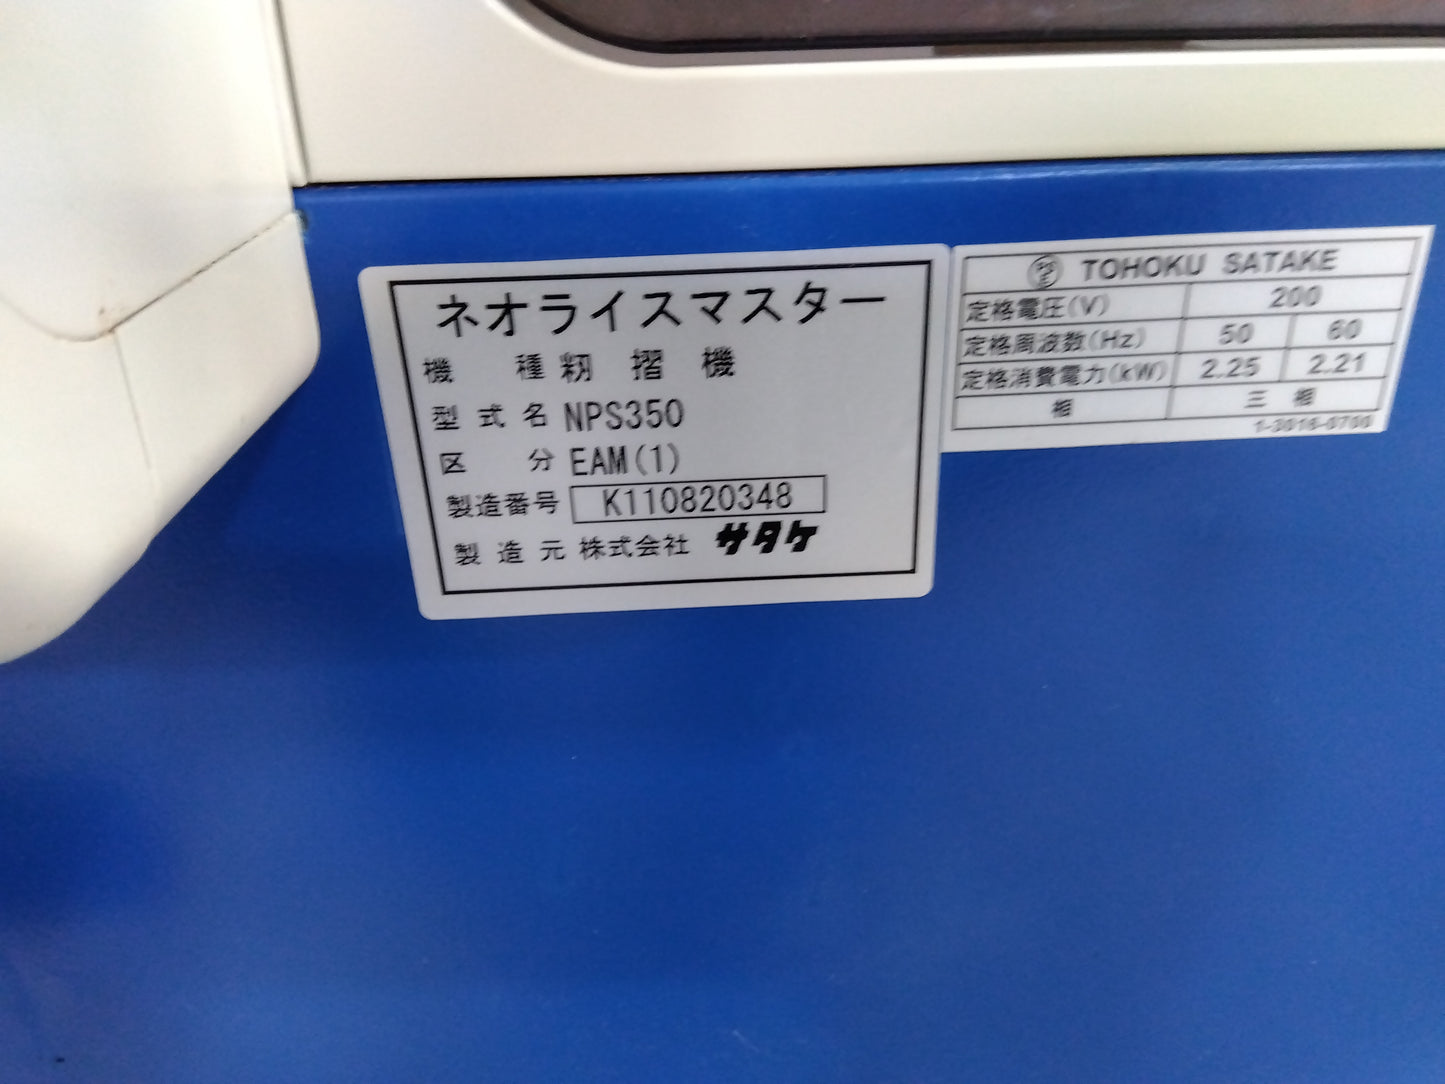 ネオライスマスター
機 種 籾 摺 機
型 式 名 NPS350
区 分 EAM(1)
製造番号 K110820348
製 造 元 株式会社 サタケ
TOHOKU SATAKE
定格電圧(V) 200
定格周波数(Hz) 50 60
定格消費電力(kW) 2.25 2.21
相 三 相
1-3016-0700